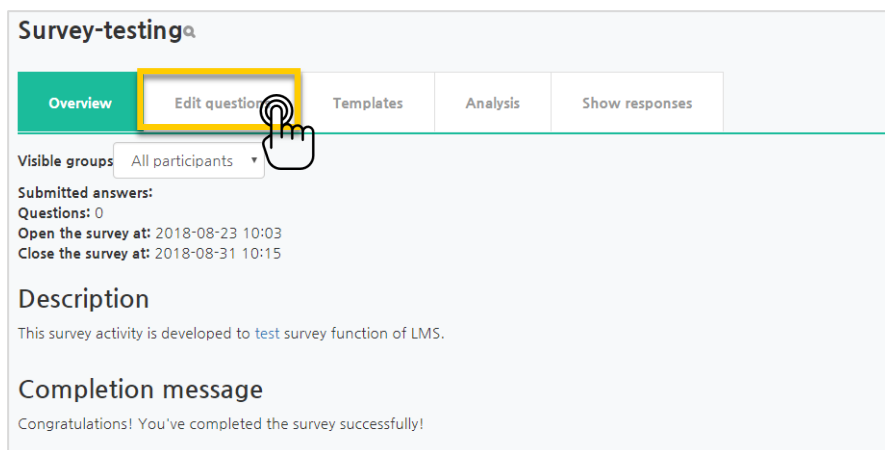 Survey-testing
Overview Edit question Templates Analysis Show responses
Visible groups All participants
Submitted answers:
Questions: 0
Open the survey at: 2018-08-23 10:03
Close the survey at: 2018-08-31 10:15
Description
This survey activity is developed to test survey function of LMS.
Completion message
Congratulations! You've completed the survey successfully!